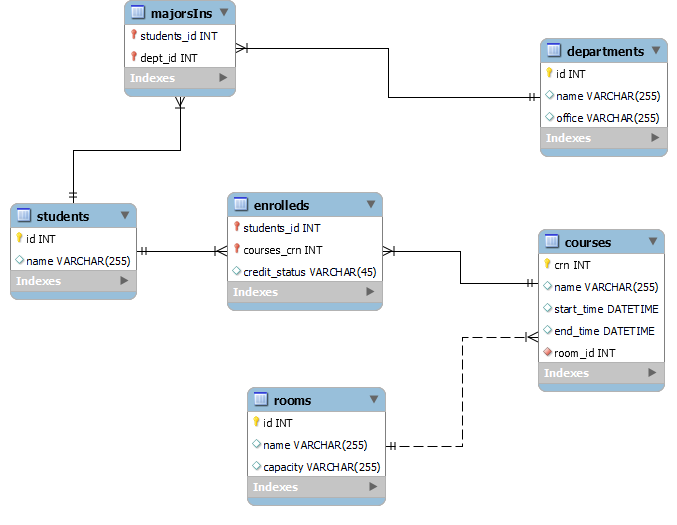 majorsIns
students_id INT
dept_id INT
Indexes
departments
id INT
name VARCHAR(255)
office VARCHAR(255)
Indexes
students
id INT
name VARCHAR(255)
Indexes
enrolleds
students_id INT
courses_crn INT
credit_status VARCHAR(45)
Indexes
courses
crn INT
name VARCHAR(255)
start_time DATETIME
end_time DATETIME
room_id INT
Indexes
rooms
id INT
name VARCHAR(255)
capacity VARCHAR(255)
Indexes